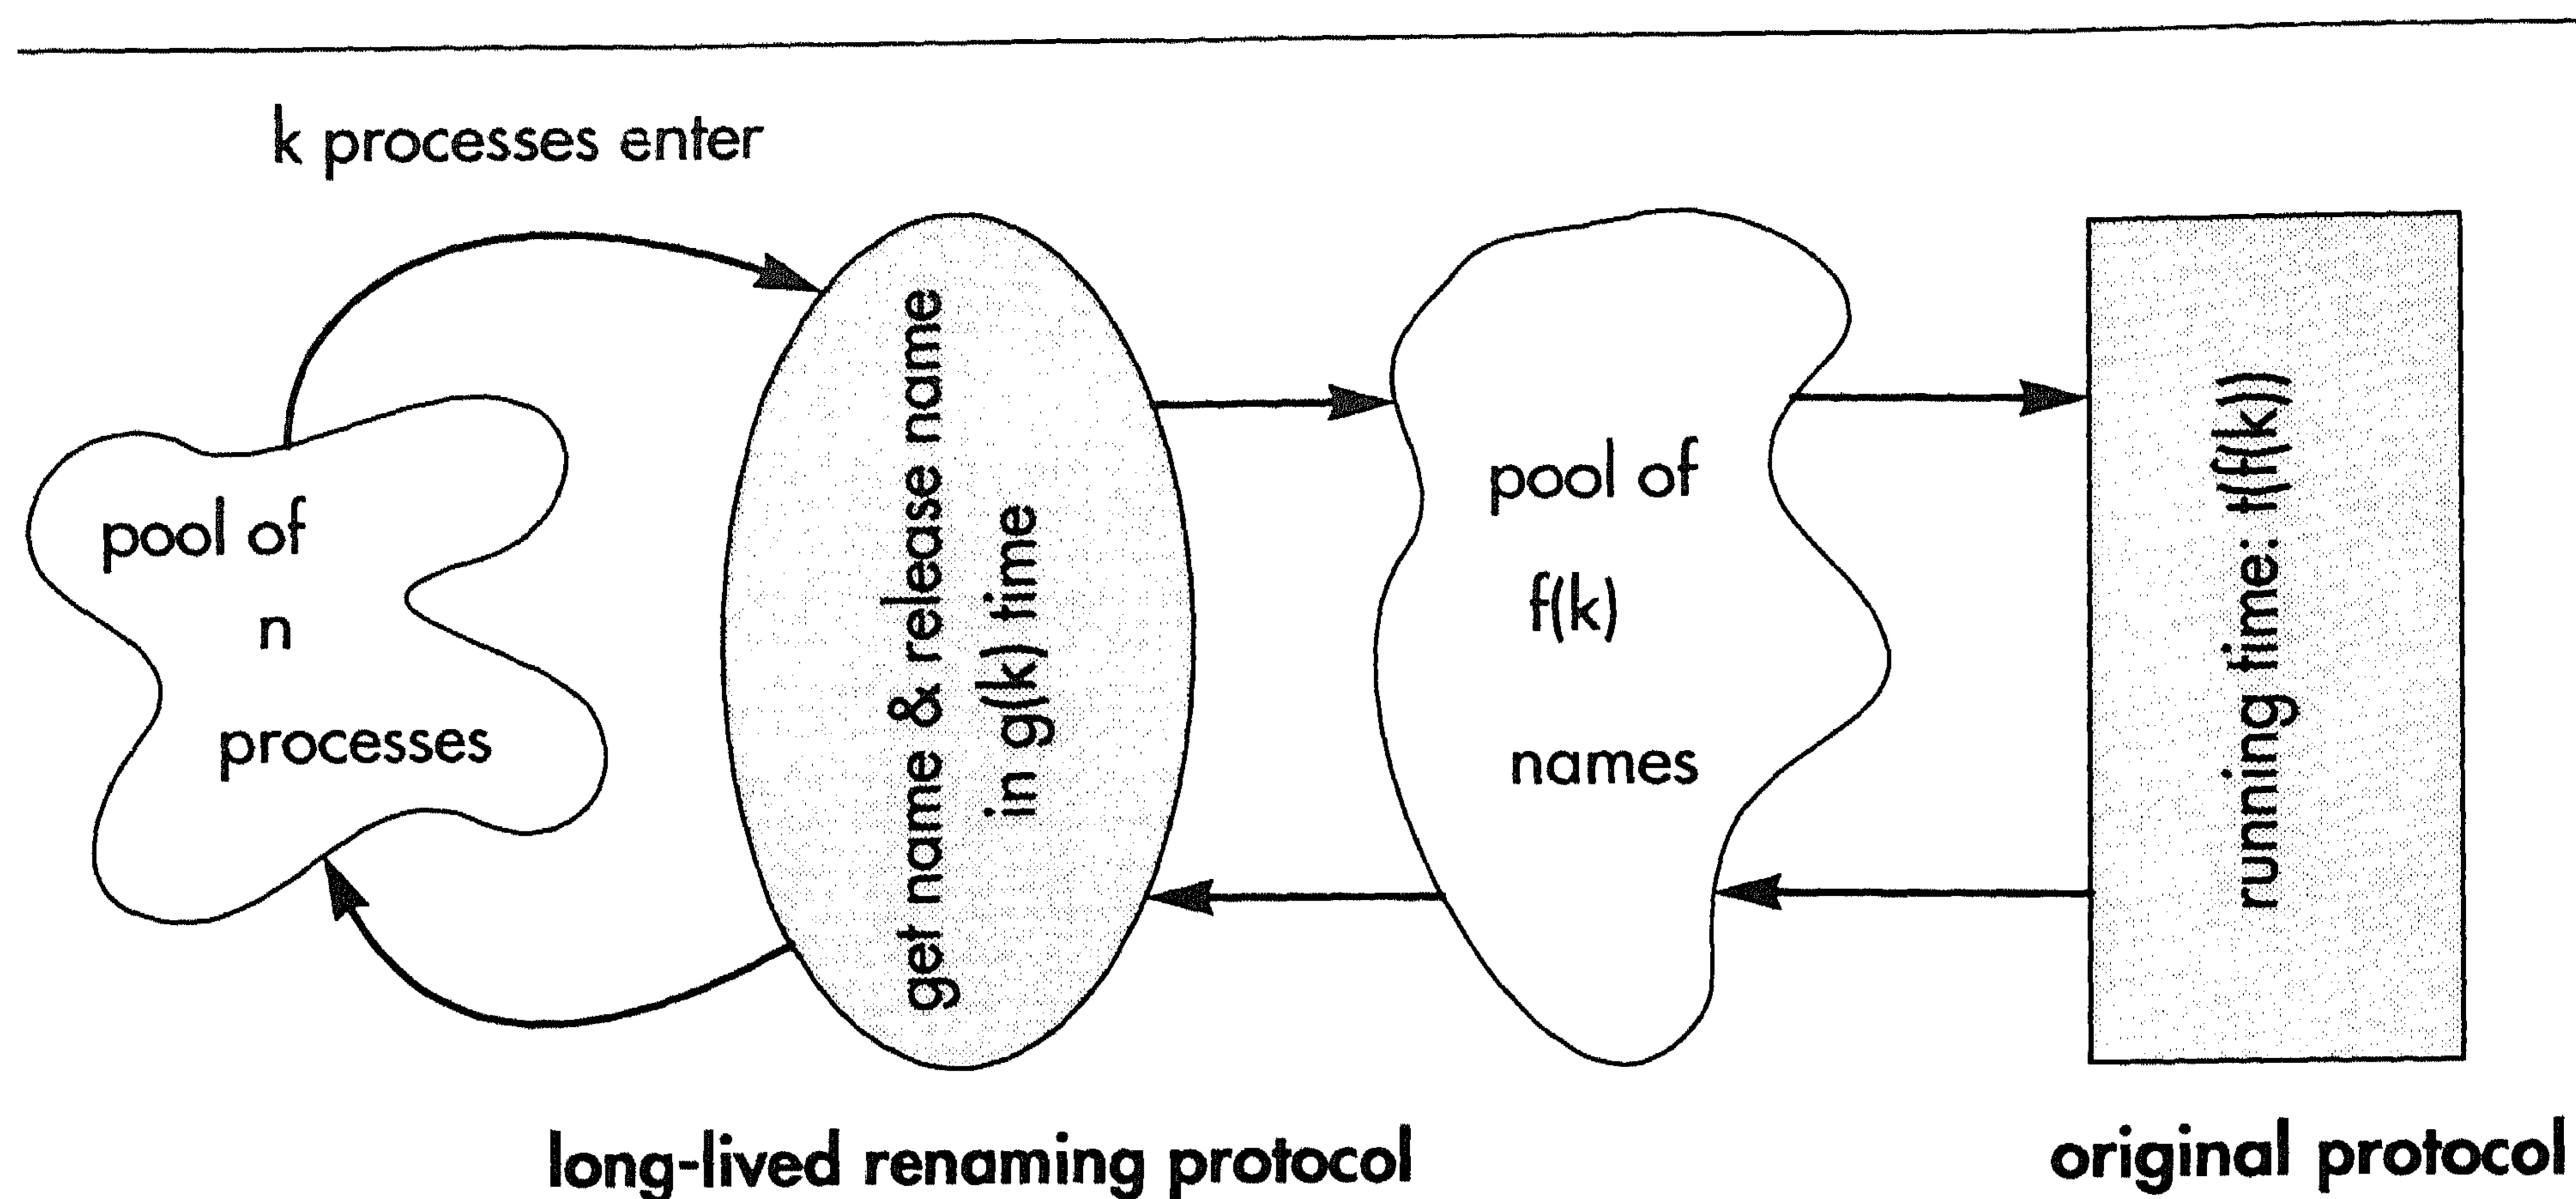 k processes enter
pool of
n
processes
get name & release name
in g(k) time
pool of
f(k)
names
running time: t(f(k))
long-lived renaming protocol
original protocol